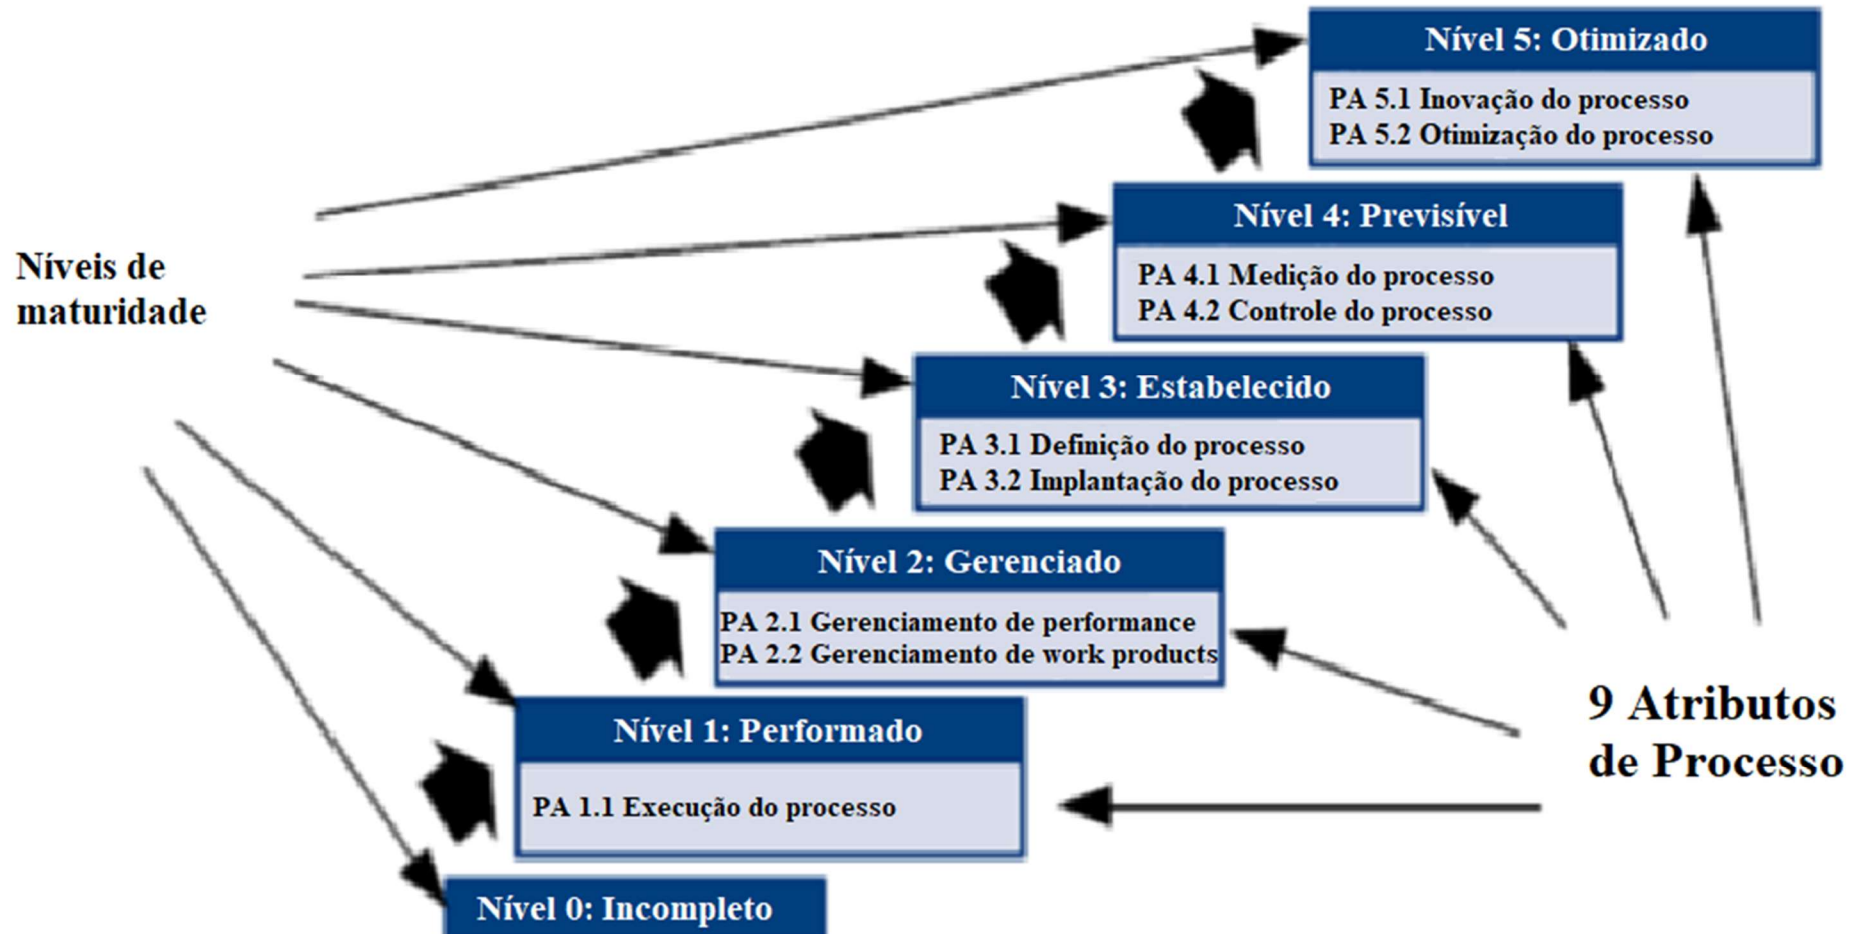 Nível 5: Otimizado
PA 5.1 Inovação do processo
PA 5.2 Otimização do processo
Nível 4: Previsível
PA 4.1 Medição do processo
PA 4.2 Controle do processo
Níveis de
maturidade
Nível 3: Estabelecido
PA 3.1 Definição do processo
PA 3.2 Implantação do processo
Nível 2: Gerenciado
PA 2.1 Gerenciamento de performance
PA 2.2 Gerenciamento de work products
9 Atributos
de Processo
Nível 1: Performado
PA 1.1 Execução do processo
Nível 0: Incompleto